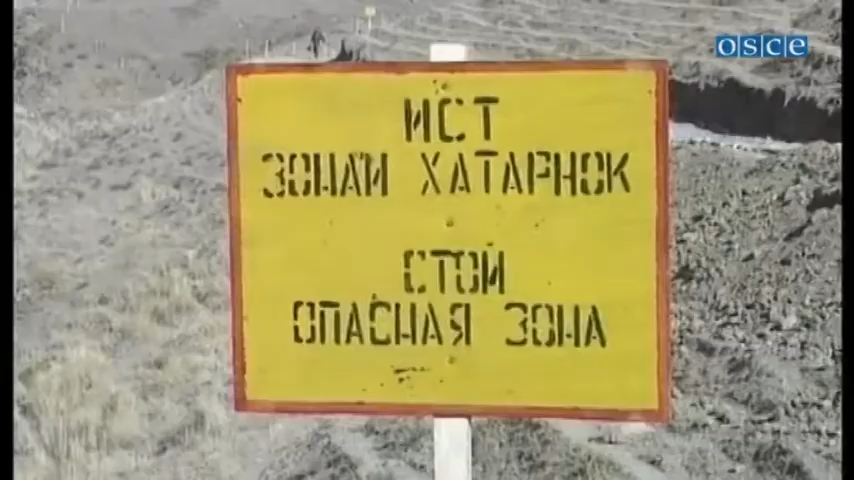 osce
ИСТ
ЗОНАИ ХАТАРНОК
СТОЙ
ОПАСНАЯ ЗОНА